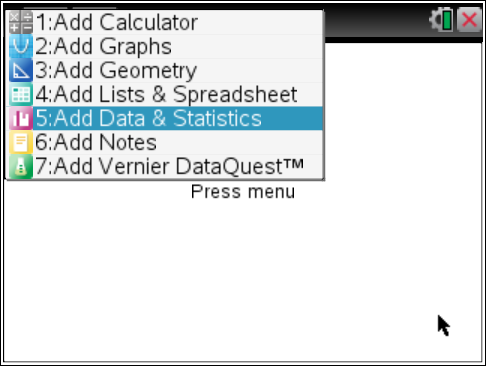 1:Add Calculator
2:Add Graphs
3:Add Geometry
4:Add Lists & Spreadsheet
5:Add Data & Statistics
6:Add Notes
7:Add Vernier DataQuest™
Press menu